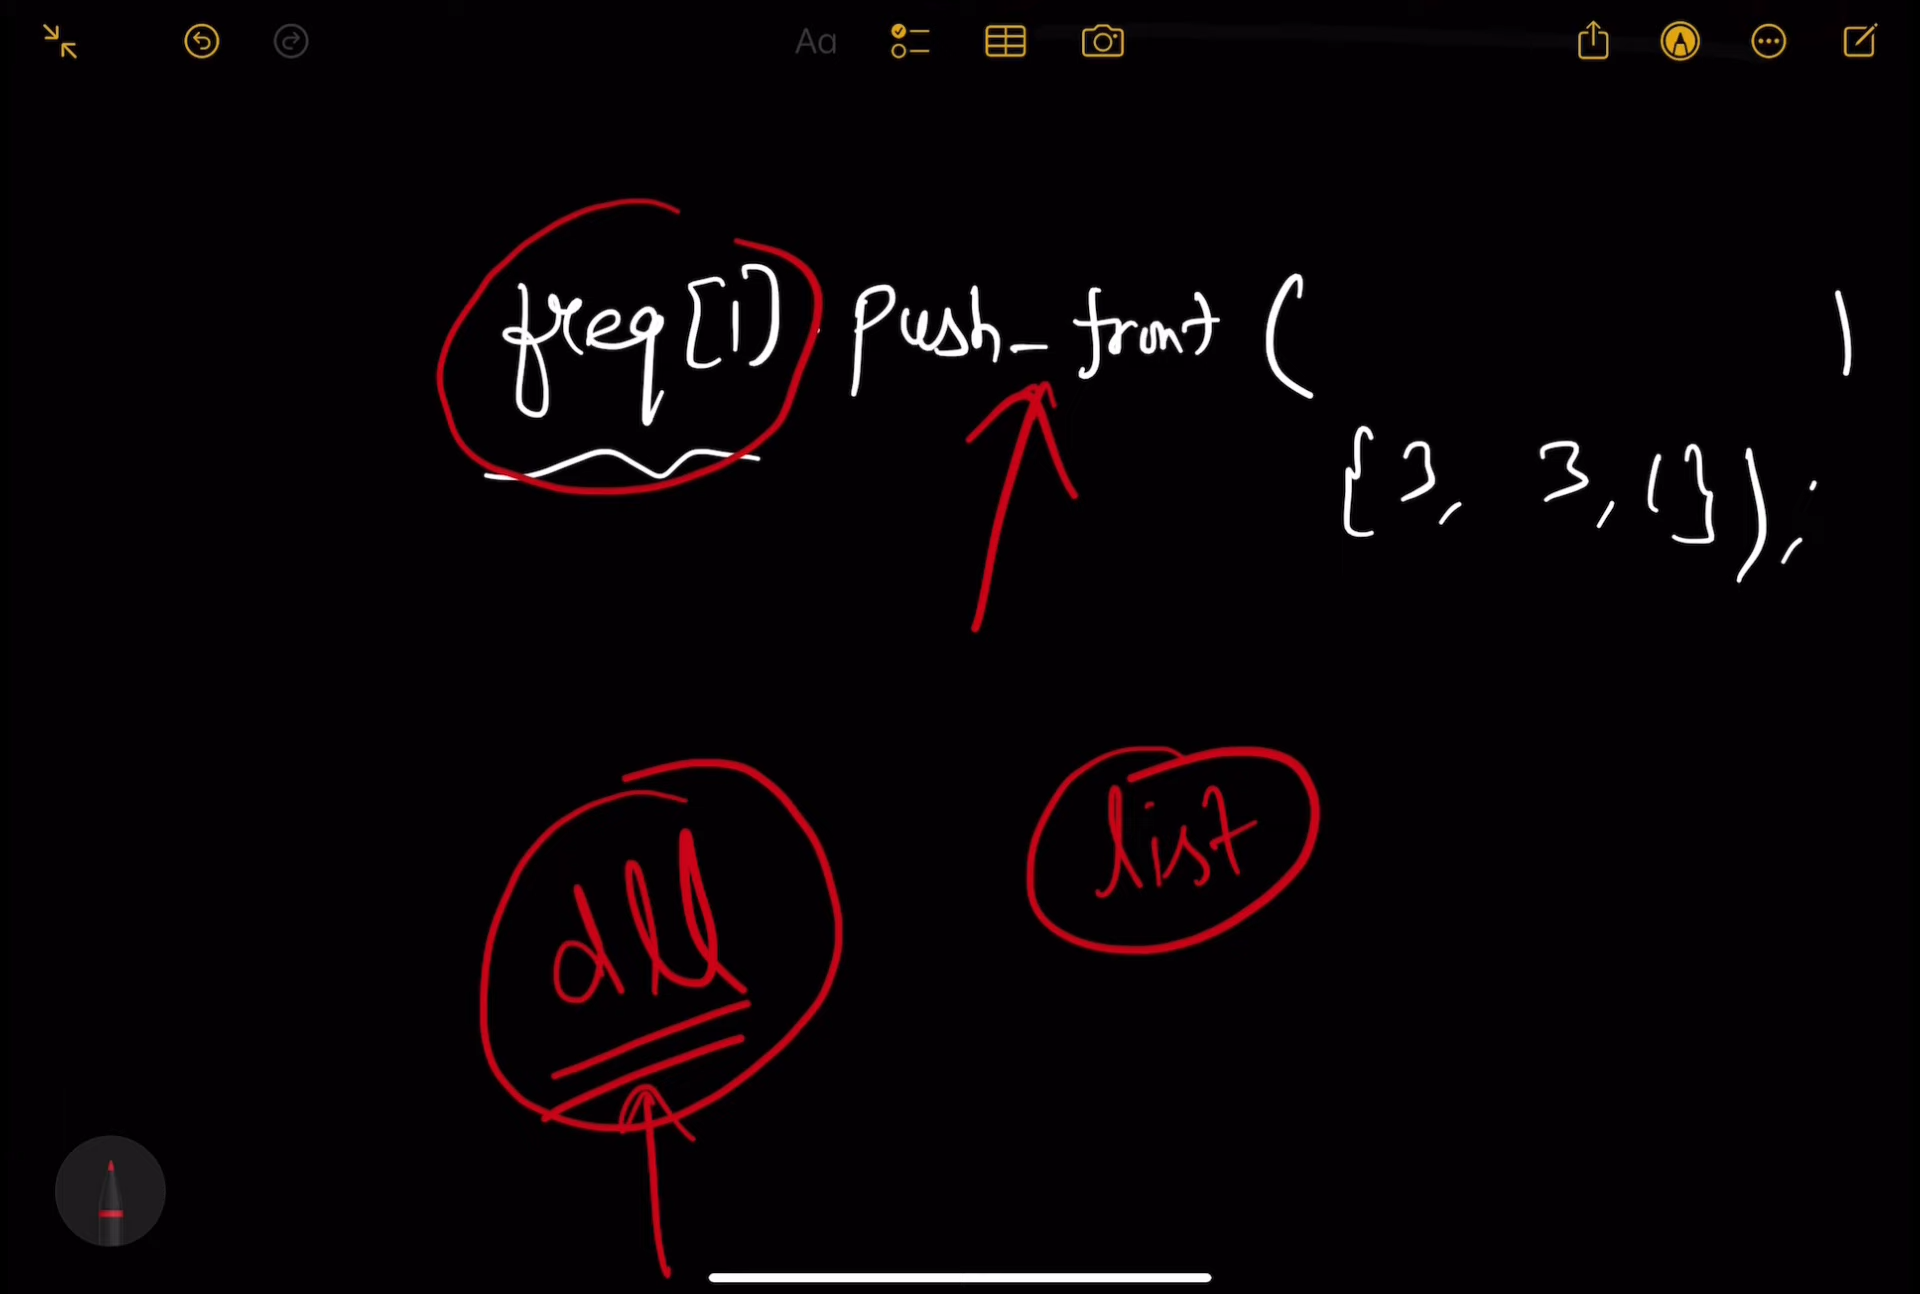 Aa
freq[1].push_front( )
{3, 3,1});
list
dll